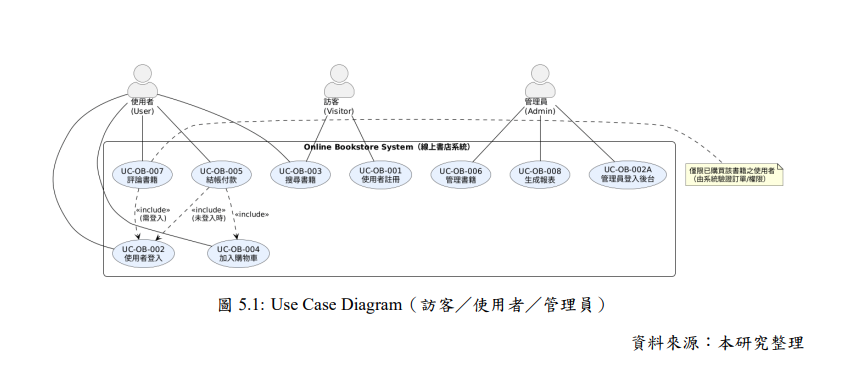 使用者
(User)
訪客
(Visitor)
管理員
(Admin)
Online Bookstore System（線上書店系統）
UC-OB-007
評論書籍
UC-OB-005
結帳付款
UC-OB-003
搜尋書籍
UC-OB-001
使用者註冊
UC-OB-006
管理書籍
UC-OB-008
生成報表
UC-OB-002A
管理員登入後台
僅限已購買該書籍之使用者
（由系統驗證訂單/權限）
«include»
(需登入)
«include»
(未登入時)
«include»
UC-OB-002
使用者登入
UC-OB-004
加入購物車
圖 5.1: Use Case Diagram（訪客／使用者／管理員）
資料來源：本研究整理